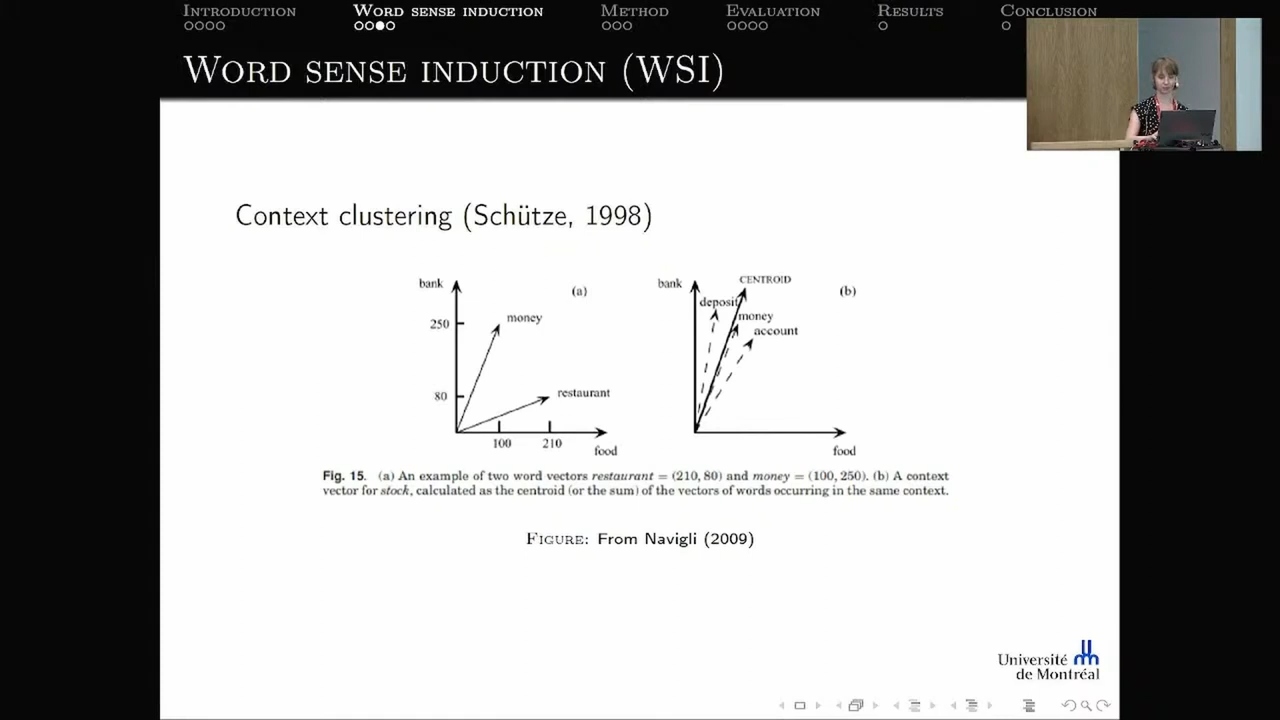 Introduction Word sense induction Method Evaluation Results Conclusion
Word sense induction (WSI)
Context clustering (Schütze, 1998)
bank
(a)
250
money
80
restaurant
100
210
food
bank
CENTROID
(b)
deposit
money
account
food
Fig. 15. (a) An example of two word vectors restaurant = (210, 80) and money = (100, 250). (b) A context
vector for stock, calculated as the centroid (or the sum) of the vectors of words occurring in the same context.
Figure: From Navigli (2009)
Université
de Montréal